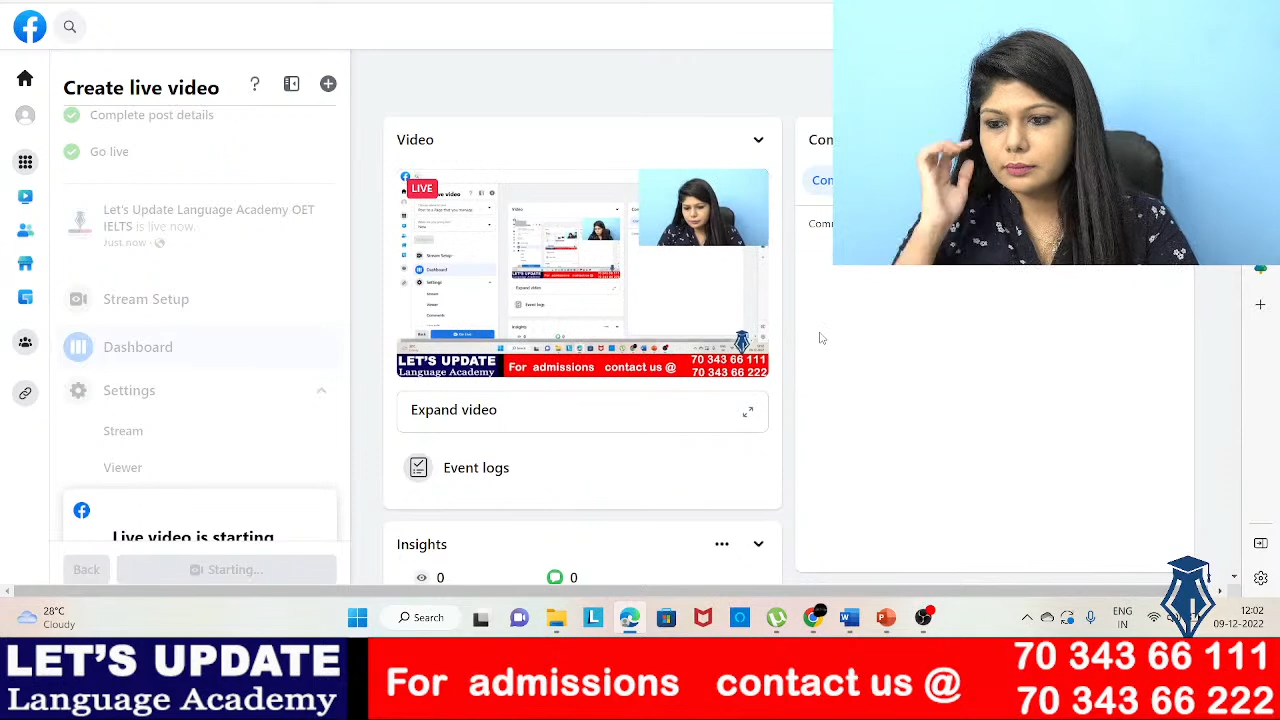 Create live video
?
Complete post details
Go live
Let's Update Language Academy OET
IELTS is live now.
Just now ·
Stream Setup
Dashboard
Settings
Stream
Viewer
Live video is starting
Back
Starting...
Video
LIVE
LET'S UPDATE
Language Academy
For admissions contact us @
70 343 66 111
70 343 66 222
Expand video
Event logs
Insights
0
0
28°C
Cloudy
Search
ENG
IN
12:02
09-12-2022
LET'S UPDATE
Language Academy
For admissions contact us @
70 343 66 111
70 343 66 222